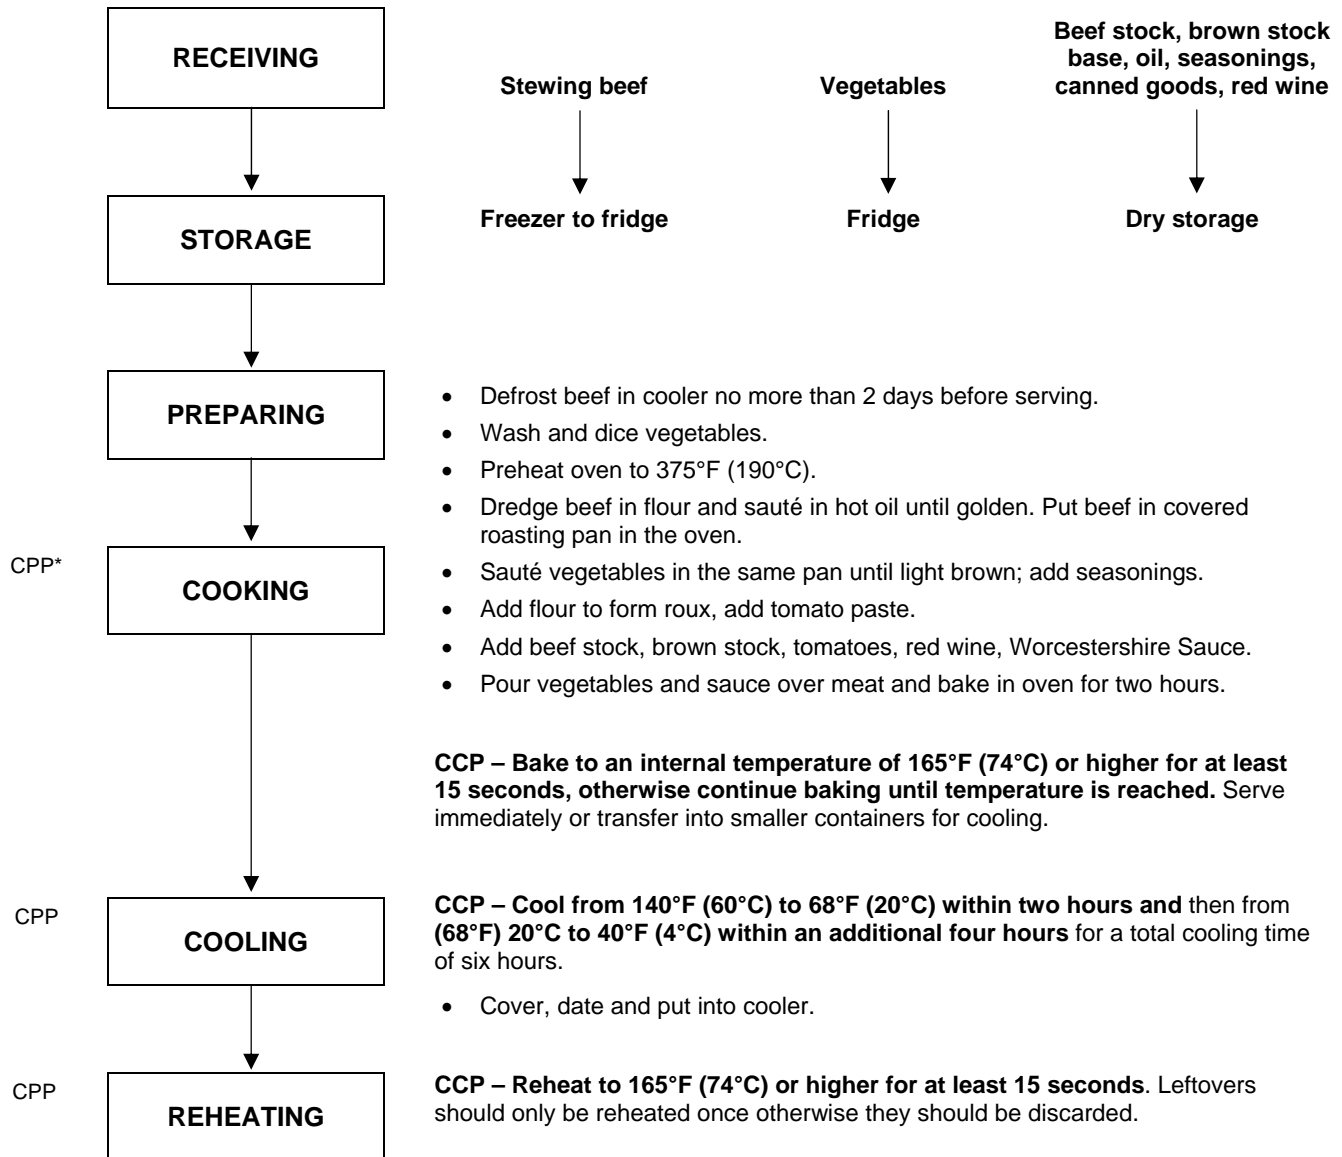 RECEIVING
Stewing beef
Vegetables
Beef stock, brown stock
base, oil, seasonings,
canned goods, red wine
STORAGE
Freezer to fridge
Fridge
Dry storage
PREPARING
• Defrost beef in cooler no more than 2 days before serving.
• Wash and dice vegetables.
• Preheat oven to 375°F (190°C).
• Dredge beef in flour and sauté in hot oil until golden. Put beef in covered
roasting pan in the oven.
CPP*
COOKING
• Sauté vegetables in the same pan until light brown; add seasonings.
• Add flour to form roux, add tomato paste.
• Add beef stock, brown stock, tomatoes, red wine, Worcestershire Sauce.
• Pour vegetables and sauce over meat and bake in oven for two hours.
CCP – Bake to an internal temperature of 165°F (74°C) or higher for at least
15 seconds, otherwise continue baking until temperature is reached. Serve
immediately or transfer into smaller containers for cooling.
CPP
COOLING
CCP – Cool from 140°F (60°C) to 68°F (20°C) within two hours and then from
(68°F) 20°C to 40°F (4°C) within an additional four hours for a total cooling time
of six hours.
• Cover, date and put into cooler.
CPP
REHEATING
CCP – Reheat to 165°F (74°C) or higher for at least 15 seconds. Leftovers
should only be reheated once otherwise they should be discarded.